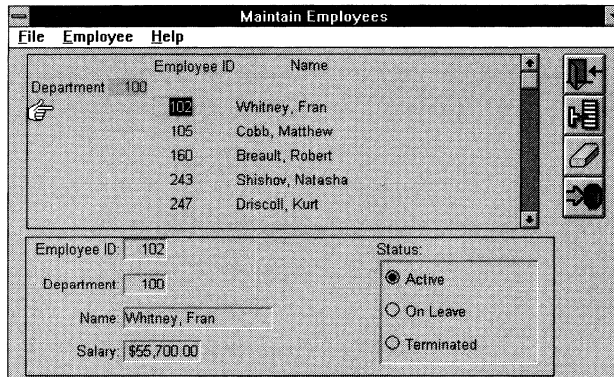 Maintain Employees
File Employee Help
Employee ID Name
Department 100
102 Whitney, Fran
105 Cobb, Matthew
160 Breault, Robert
243 Shishov, Natasha
247 Driscoll, Kurt
Employee ID: 102
Department: 100
Name: Whitney, Fran
Salary: $55,700.00
Status:
Active
On Leave
Terminated